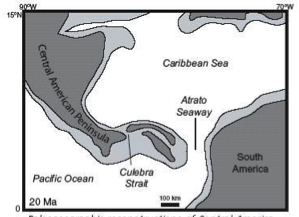 90°W
70°W
15°N
Caribbean Sea
Central American Peninsula
Atrato
Seaway
South
America
Culebra
Strait
Pacific Ocean
20 Ma
100 km
0